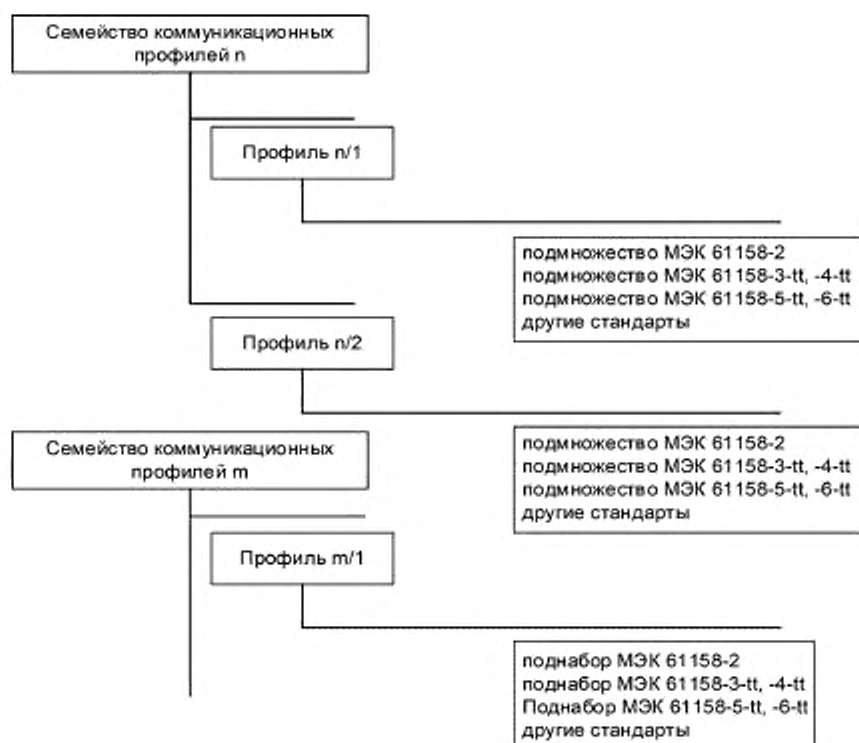 Семейство коммуникационных
профилей n
Профиль n/1
подмножество МЭК 61158-2
подмножество МЭК 61158-3-tt, -4-tt
подмножество МЭК 61158-5-tt, -6-tt
другие стандарты
Профиль n/2
подмножество МЭК 61158-2
подмножество МЭК 61158-3-tt, -4-tt
подмножество МЭК 61158-5-tt, -6-tt
другие стандарты
Семейство коммуникационных
профилей m
Профиль m/1
поднабор МЭК 61158-2
поднабор МЭК 61158-3-tt, -4-tt
Поднабор МЭК 61158-5-tt, -6-tt
другие стандарты